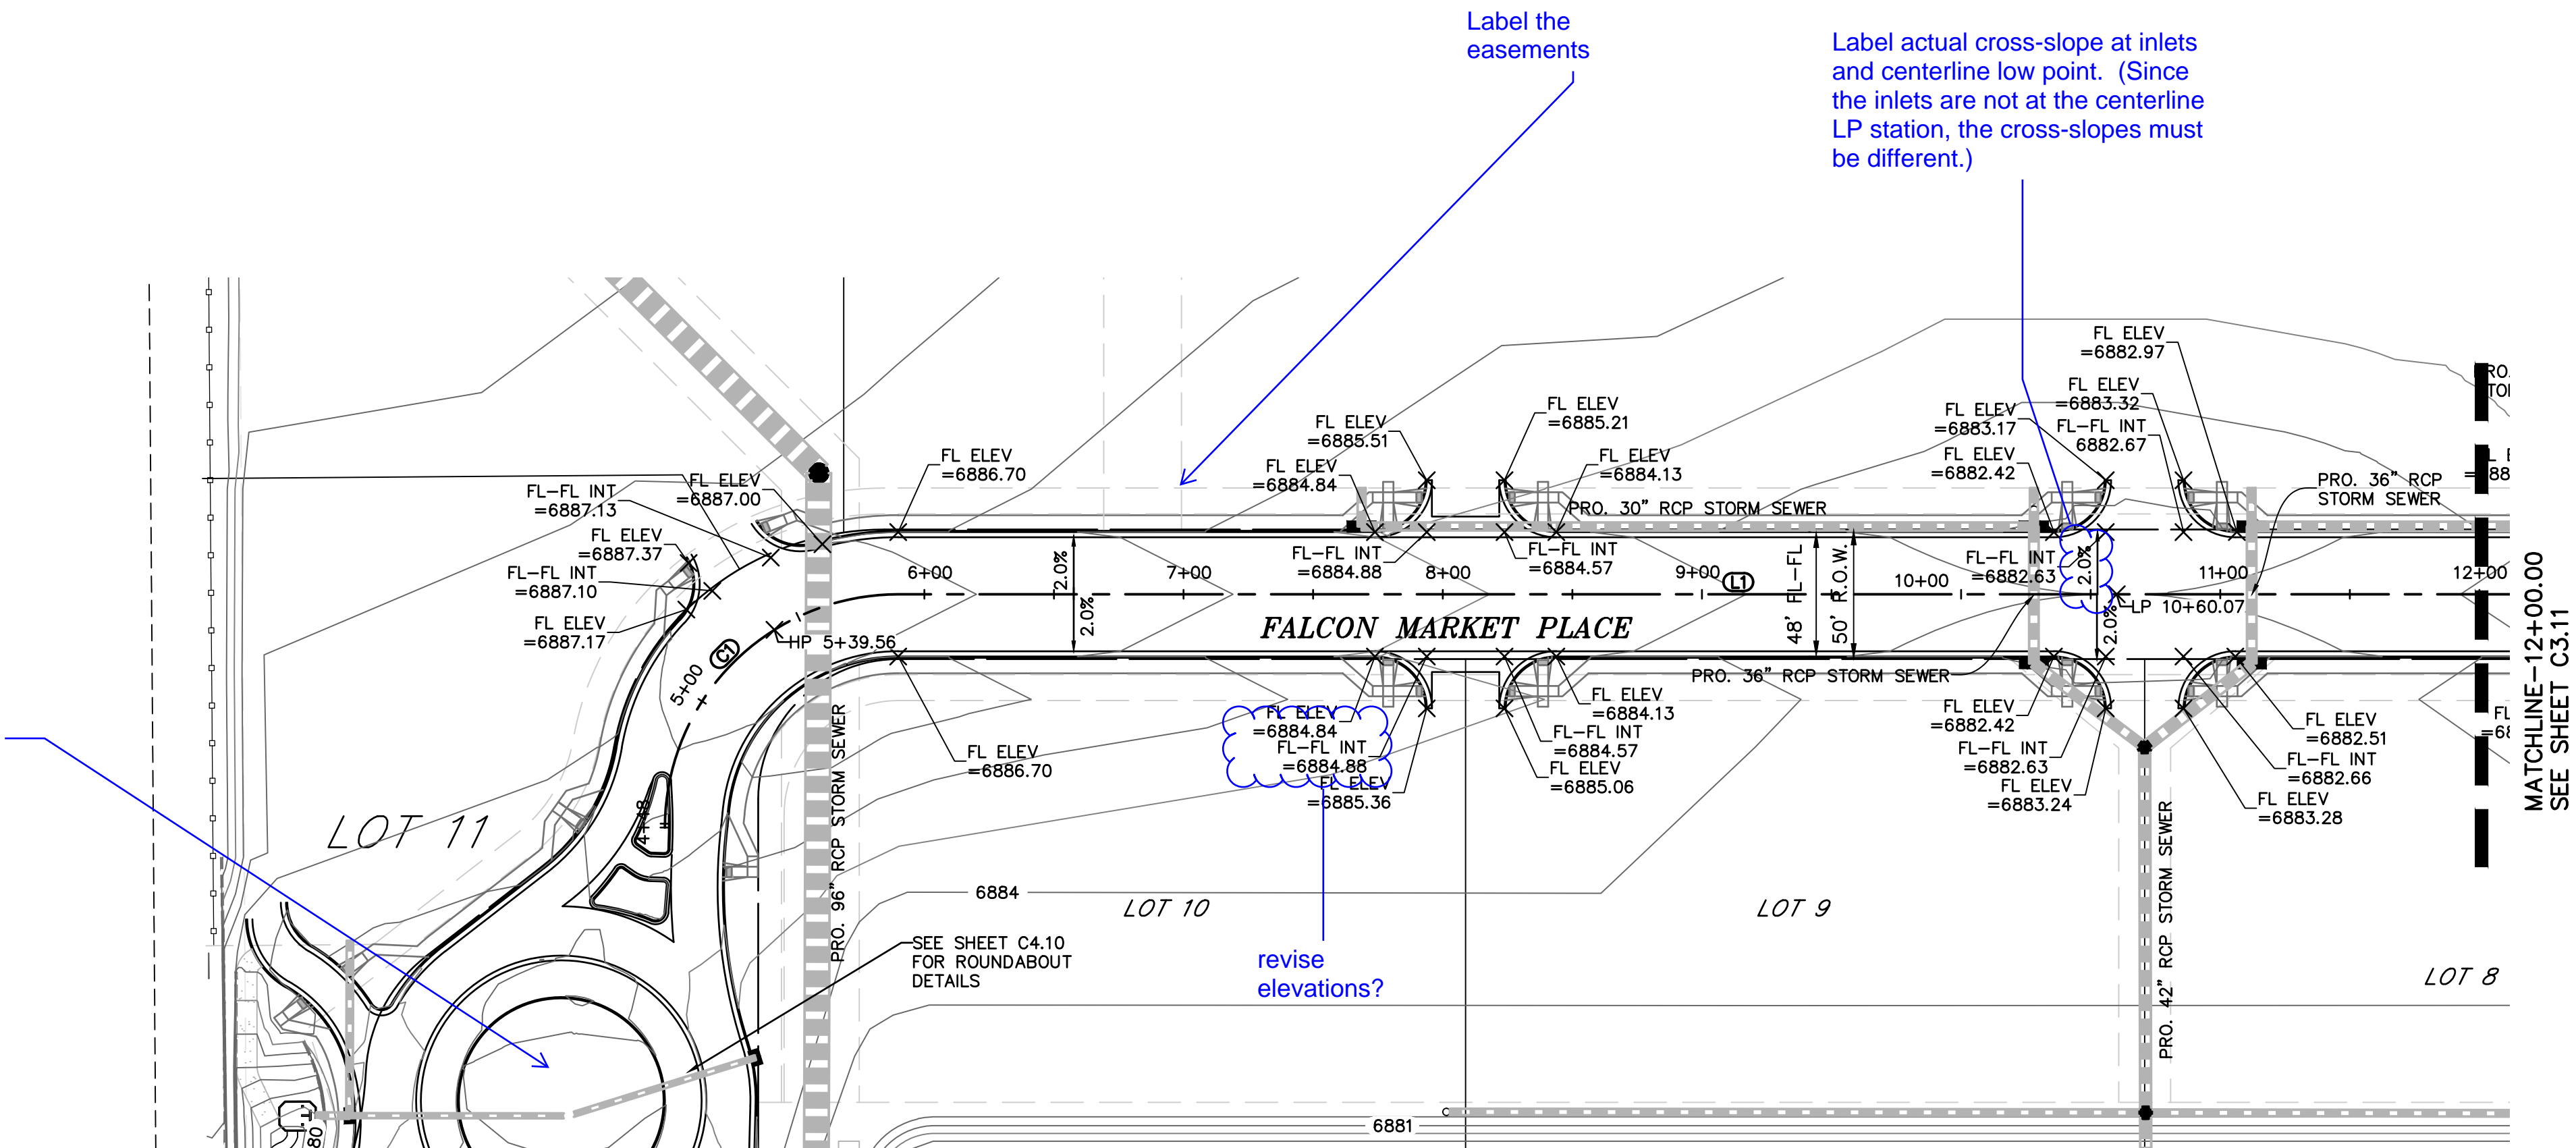 Label the
easements
Label actual cross-slope at inlets
and centerline low point.  (Since
the inlets are not at the centerline
LP station, the cross-slopes must
be different.)
FL ELEV
=6882.97
FL ELEV
=6883.32
FL ELEV
=6883.17
FL-FL INT
6882.67
FL ELEV
=6882.42
PRO. 36" RCP
STORM SEWER
FL ELEV
=6885.21
FL ELEV
=6885.51
FL ELEV
=6884.84
FL ELEV
=6884.13
FL ELEV
=6886.70
FL ELEV
=6887.00
FL-FL INT
=6887.13
FL ELEV
=6887.37
FL-FL INT
=6887.10
FL ELEV
=6887.17
PRO. 30" RCP STORM SEWER
FL-FL INT
=6884.88
FL-FL INT
=6884.57
FL-FL INT
=6882.63
2.0%
2.0%
6+00
7+00
8+00
9+00
L1
10+00
11+00
12+00
48' FL-FL
50' R.O.W.
2.0%
2.0%
LP 10+60.07
FALCON MARKET PLACE
HP 5+39.56
C1
5+00
4+48
PRO. 36" RCP STORM SEWER
MATCHLINE-12+00.00
SEE SHEET C3.11
FL ELEV
=6886.70
FL ELEV
=6884.84
FL-FL INT
=6884.88
FL ELEV
=6885.36
FL ELEV
=6884.13
FL-FL INT
=6884.57
FL ELEV
=6885.06
FL ELEV
=6882.42
FL-FL INT
=6882.63
FL ELEV
=6883.24
FL ELEV
=6882.51
FL-FL INT
=6882.66
FL ELEV
=6883.28
LOT 11
PRO. 96" RCP STORM SEWER
6884
LOT 10
LOT 9
LOT 8
PRO. 42" RCP STORM SEWER
SEE SHEET C4.10
FOR ROUNDABOUT
DETAILS
revise
elevations?
6881
80